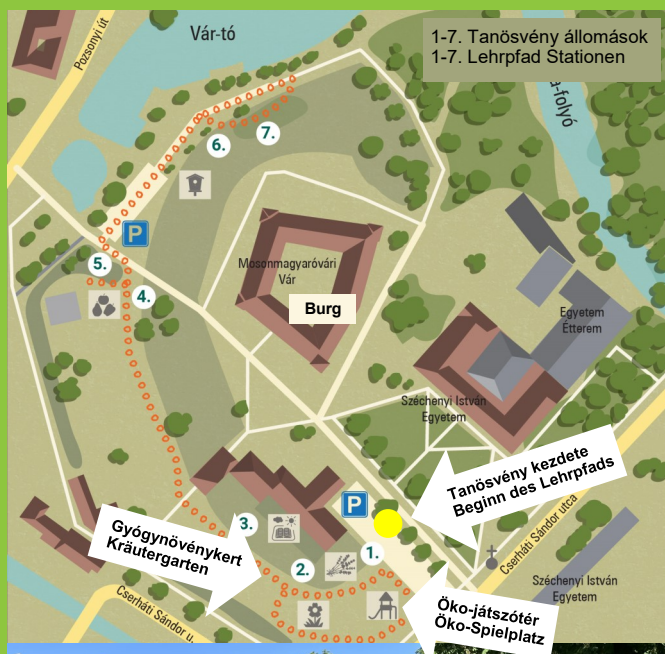 1-7. Tanösvény állomások
1-7. Lehrpfad Stationen
Vár-tó
Pozsonyi út
a-folyó
7.
6.
P
Mosonmagyaróvári
Vár
Burg
5.
4.
Egyetem
Étterem
Széchenyi István
Egyetem
Tanösvény kezdete
Beginn des Lehrpfads
P
3.
1.
2.
Gyógynövénykert
Kräutergarten
Cserháti Sándor utca
Széchenyi István
Egyetem
Öko-játszótér
Öko-Spielplatz
Cserháti Sándor u.